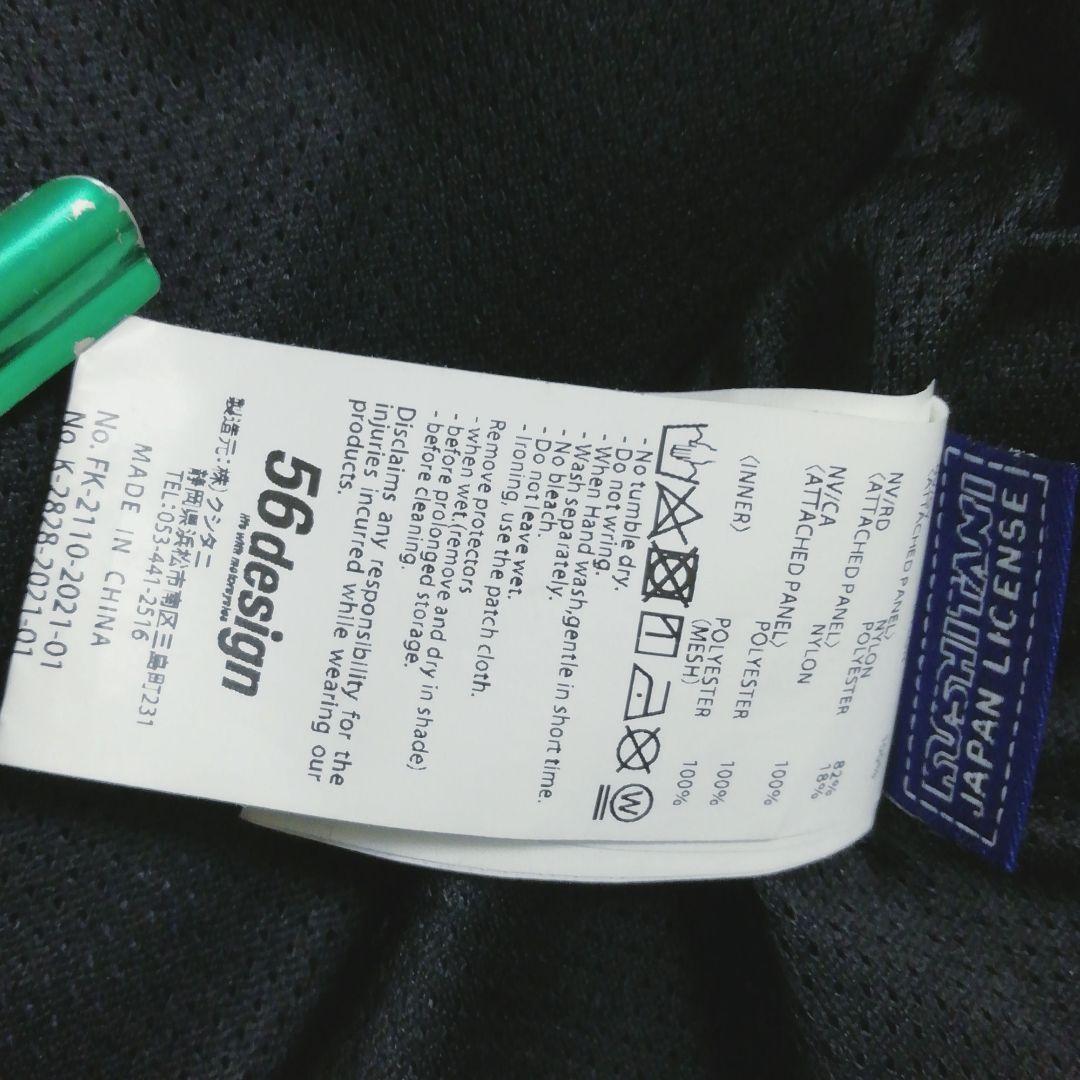 KUSHITANI
JAPAN LICENSE
〈ATTACHED PANEL〉
NV/RD
〈ATTACHED PANEL〉
NYLON
POLYESTER 82%
NV/CA
NYLON 18%
〈ATTACHED PANEL〉
POLYESTER 100%
〈INNER〉
POLYESTER 100%
(MESH) 100%
W
- No tumble dry.
- Do not wring.
- When Hand wash,gentle in short time.
- Wash separately.
- No bleach.
- Do not leave wet.
- Ironing, use the patch cloth.
Remove protectors
-when wet.(remove and dry in shade)
- before prolonged storage.
- before cleaning.
Disclaims any responsibility for the
injuries incurred while wearing our
products.
56design
life with motorcycles
製造元:(株)クシタニ
静岡県浜松市南区三島町1231
TEL:053-441-2516
MADE IN CHINA
No.FK-2110-2021-01
No.K-2828-2021-01